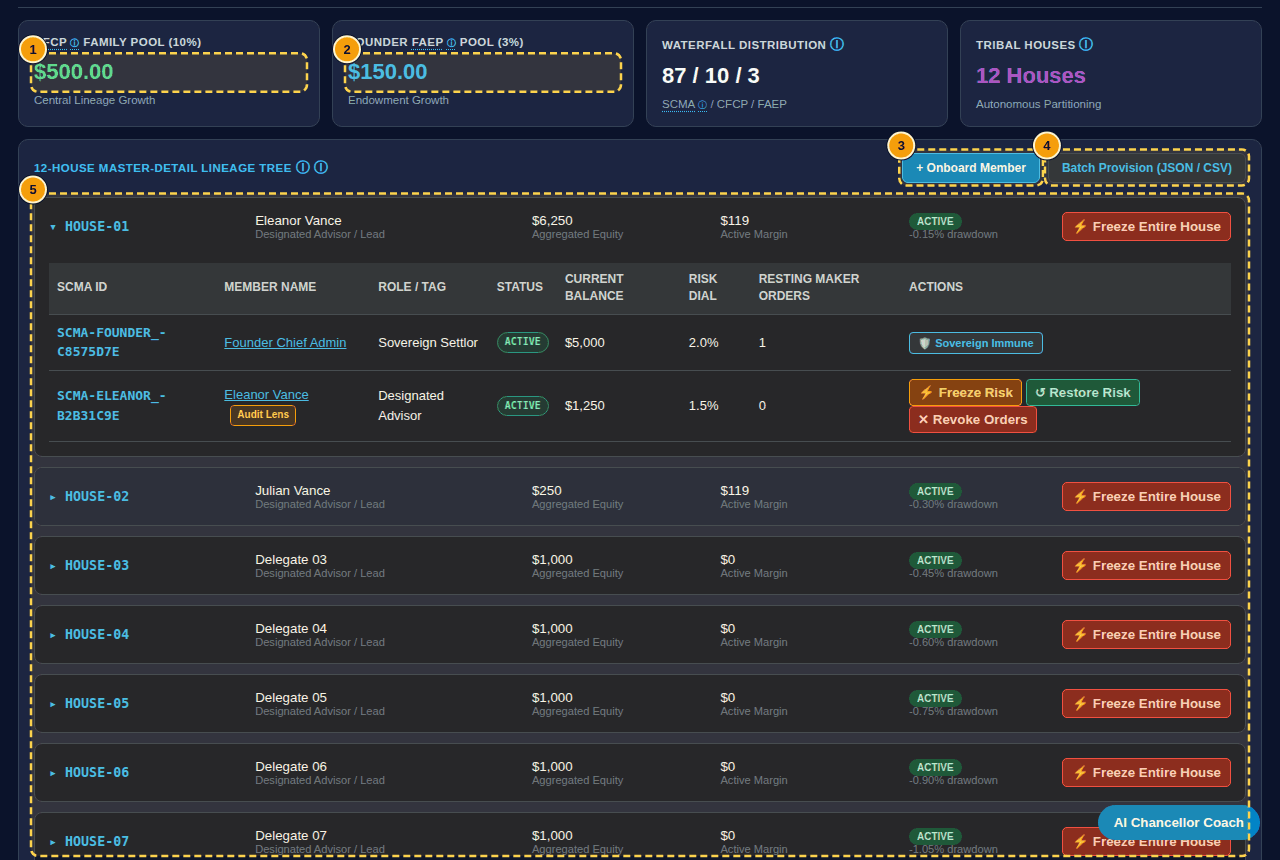 1
FCP ⓘ FAMILY POOL (10%)
$500.00
Central Lineage Growth
2
OUNDER FAEP ⓘ POOL (3%)
$150.00
Endowment Growth
WATERFALL DISTRIBUTION ⓘ
87 / 10 / 3
SCMA ⓘ / CFCP / FAEP
TRIBAL HOUSES ⓘ
12 Houses
Autonomous Partitioning
12-HOUSE MASTER-DETAIL LINEAGE TREE ⓘ ⓘ
3
+ Onboard Member
4
Batch Provision (JSON / CSV)
5
▾ HOUSE-01
Eleanor Vance
Designated Advisor / Lead
$6,250
Aggregated Equity
$119
Active Margin
ACTIVE
-0.15% drawdown
⚡ Freeze Entire House
SCMA ID MEMBER NAME ROLE / TAG STATUS CURRENT BALANCE RISK DIAL RESTING MAKER ORDERS ACTIONS
SCMA-FOUNDER_-
C8575D7E
Founder Chief Admin
Sovereign Settlor
ACTIVE
$5,000
2.0%
1
🛡️ Sovereign Immune
SCMA-ELEANOR_-
B2B31C9E
Eleanor Vance
Audit Lens
Designated
Advisor
ACTIVE
$1,250
1.5%
0
⚡ Freeze Risk
↺ Restore Risk
✕ Revoke Orders
▸ HOUSE-02
Julian Vance
Designated Advisor / Lead
$250
Aggregated Equity
$119
Active Margin
ACTIVE
-0.30% drawdown
⚡ Freeze Entire House
▸ HOUSE-03
Delegate 03
Designated Advisor / Lead
$1,000
Aggregated Equity
$0
Active Margin
ACTIVE
-0.45% drawdown
⚡ Freeze Entire House
▸ HOUSE-04
Delegate 04
Designated Advisor / Lead
$1,000
Aggregated Equity
$0
Active Margin
ACTIVE
-0.60% drawdown
⚡ Freeze Entire House
▸ HOUSE-05
Delegate 05
Designated Advisor / Lead
$1,000
Aggregated Equity
$0
Active Margin
ACTIVE
-0.75% drawdown
⚡ Freeze Entire House
▸ HOUSE-06
Delegate 06
Designated Advisor / Lead
$1,000
Aggregated Equity
$0
Active Margin
ACTIVE
-0.90% drawdown
⚡ Freeze Entire House
▸ HOUSE-07
Delegate 07
Designated Advisor / Lead
$1,000
Aggregated Equity
$0
Active Margin
ACTIVE
-1.05% drawdown
⚡ Freeze Entire House
AI Chancellor Coach